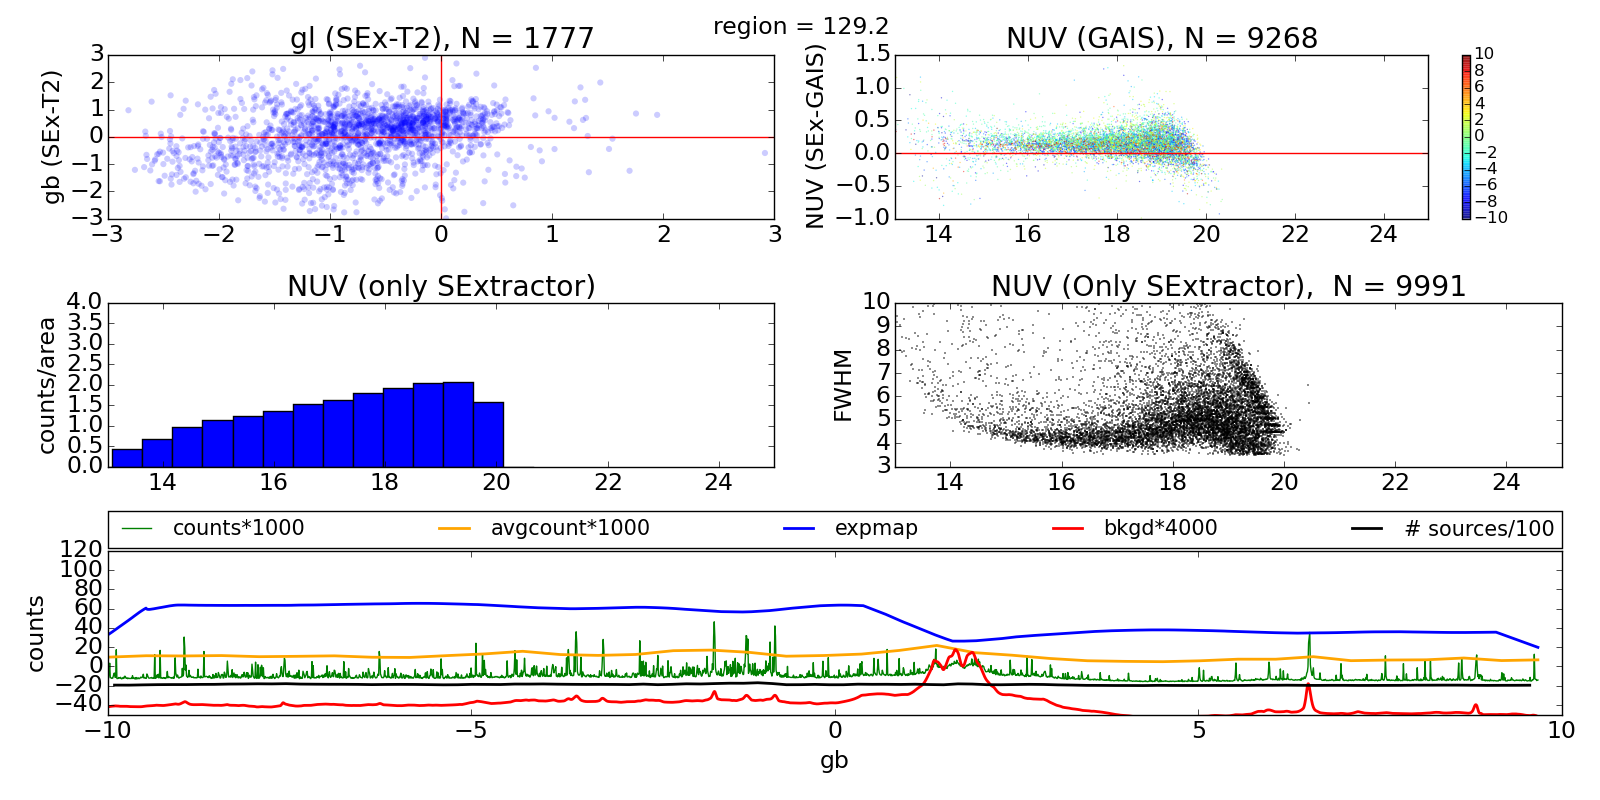 region = 129.2
gl (SEx-T2), N = 1777
gb (SEx-T2)
3
2
1
0
−1
−2
−3
−3 −2 −1 0 1 2 3
NUV (GAIS), N = 9268
NUV (SEx-GAIS)
1.5
1.0
0.5
0.0
−0.5
−1.0
14 16 18 20 22 24
10
8
6
4
2
0
−2
−4
−6
−8
−10
NUV (only SExtractor)
counts/area
4.0
3.5
3.0
2.5
2.0
1.5
1.0
0.5
0.0
14 16 18 20 22 24
NUV (Only SExtractor), N = 9991
FWHM
10
9
8
7
6
5
4
3
14 16 18 20 22 24
counts*1000 avgcount*1000 expmap bkgd*4000 # sources/100
counts
120
100
80
60
40
20
0
−20
−40
−10 −5 0 5 10
gb